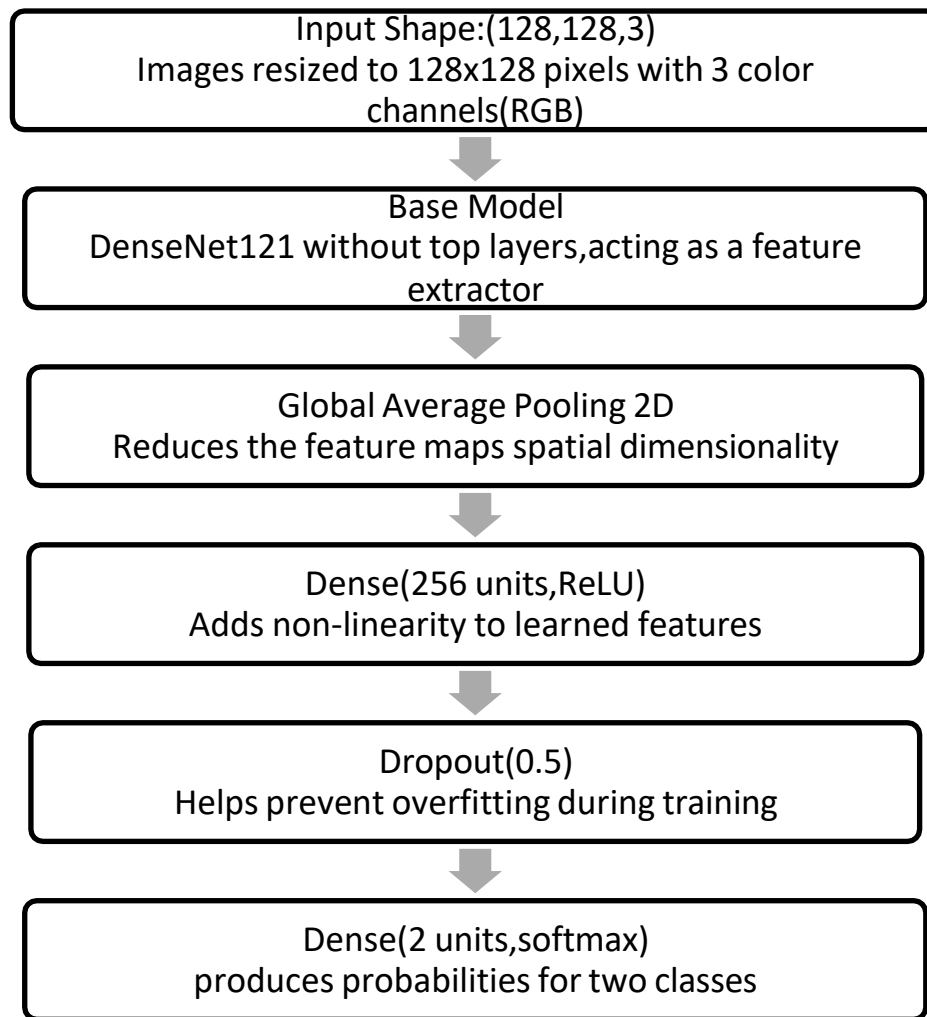 Input Shape:(128,128,3)
Images resized to 128x128 pixels with 3 color
channels(RGB)
Base Model
DenseNet121 without top layers,acting as a feature
extractor
Global Average Pooling 2D
Reduces the feature maps spatial dimensionality
Dense(256 units,ReLU)
Adds non-linearity to learned features
Dropout(0.5)
Helps prevent overfitting during training
Dense(2 units,softmax)
produces probabilities for two classes